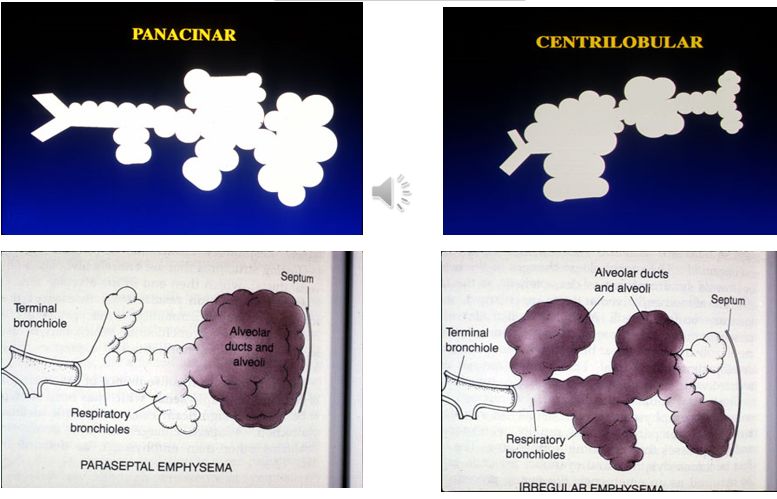 PANACINAR
CENTRILOBULAR
Septum
Terminal
bronchiole
Alveolar
ducts and
alveoli
Respiratory
bronchioles
PARASEPTAL EMPHYSEMA
Alveolar ducts
and alveoli
Septum
Terminal
bronchiole
Respiratory
bronchioles
IRREGULAR EMPHYSEMA